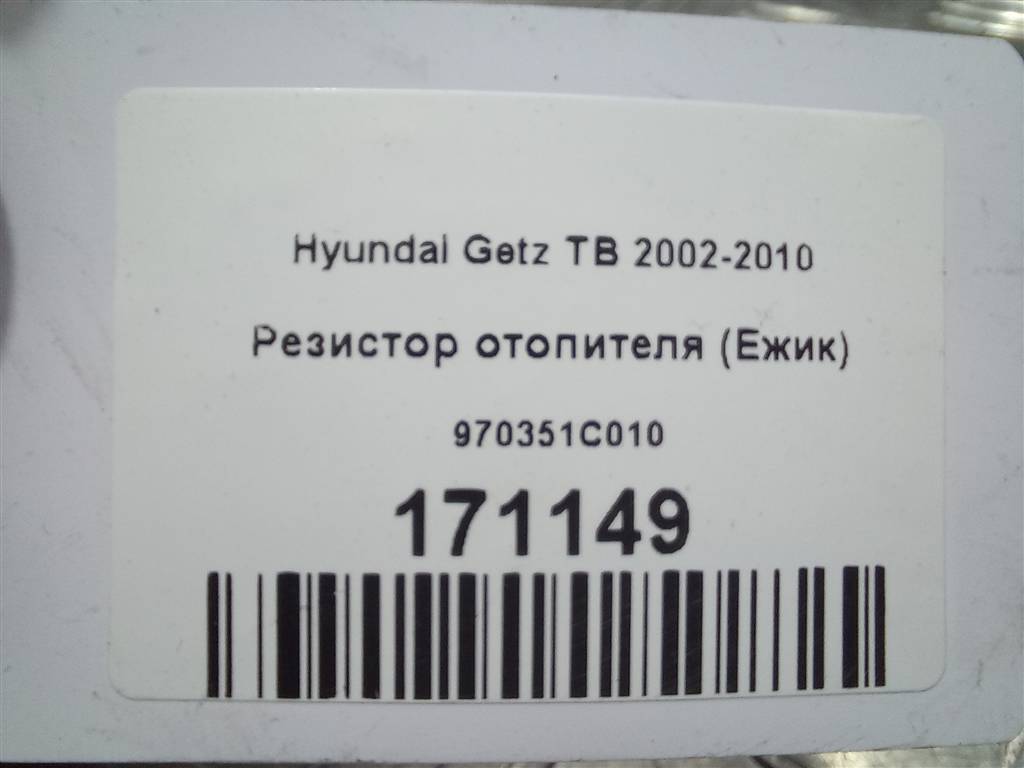 Hyundai Getz TB 2002-2010
Резистор отопителя (Ежик)
970351C010
171149